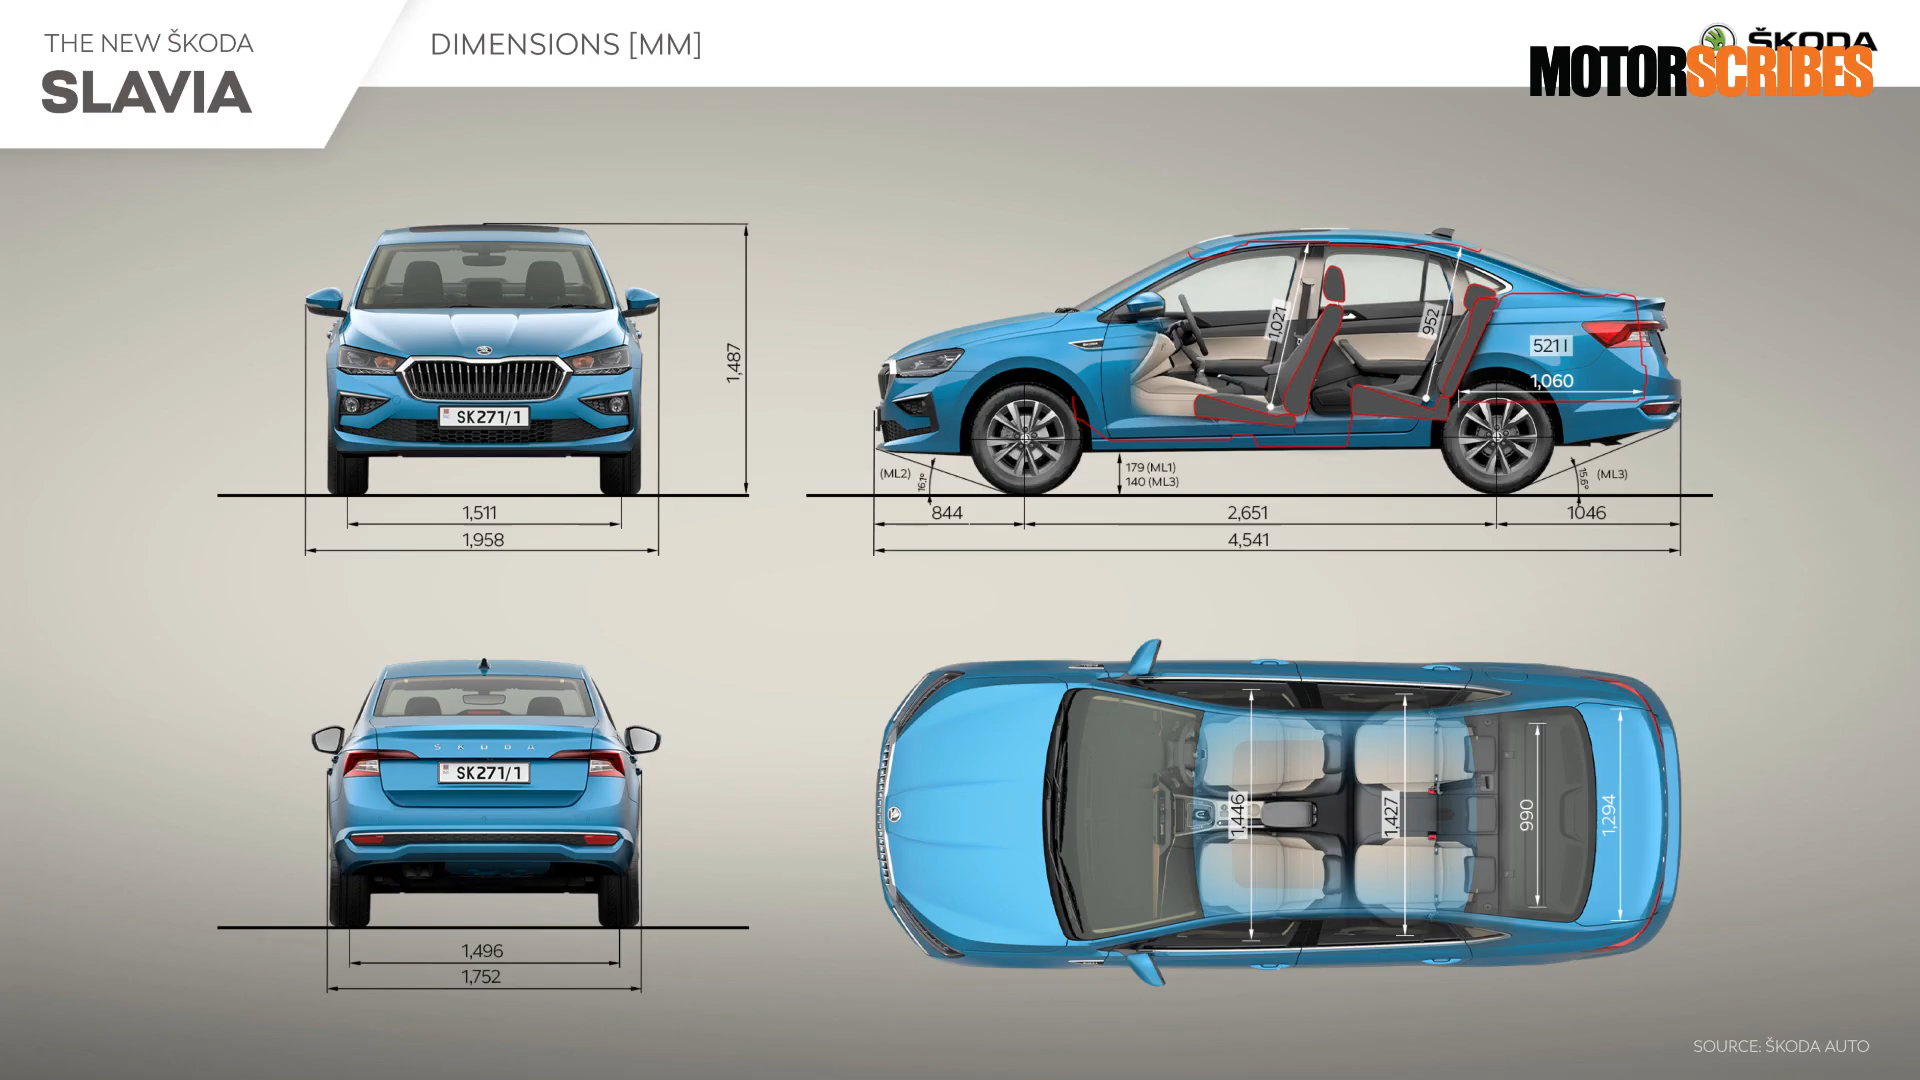 THE NEW ŠKODA
SLAVIA
DIMENSIONS [MM]
ŠKODA
MOTORSCRIBES
SK271/1
1,487
1,511
1,958
1,021
952
521 l
1,060
(ML2)
16,1°
179 (ML1)
140 (ML3)
15,6°
(ML3)
844
2,651
1046
4,541
ŠKODA
SK271/1
1,496
1,752
1,446
1,427
990
1,294
SOURCE: ŠKODA AUTO